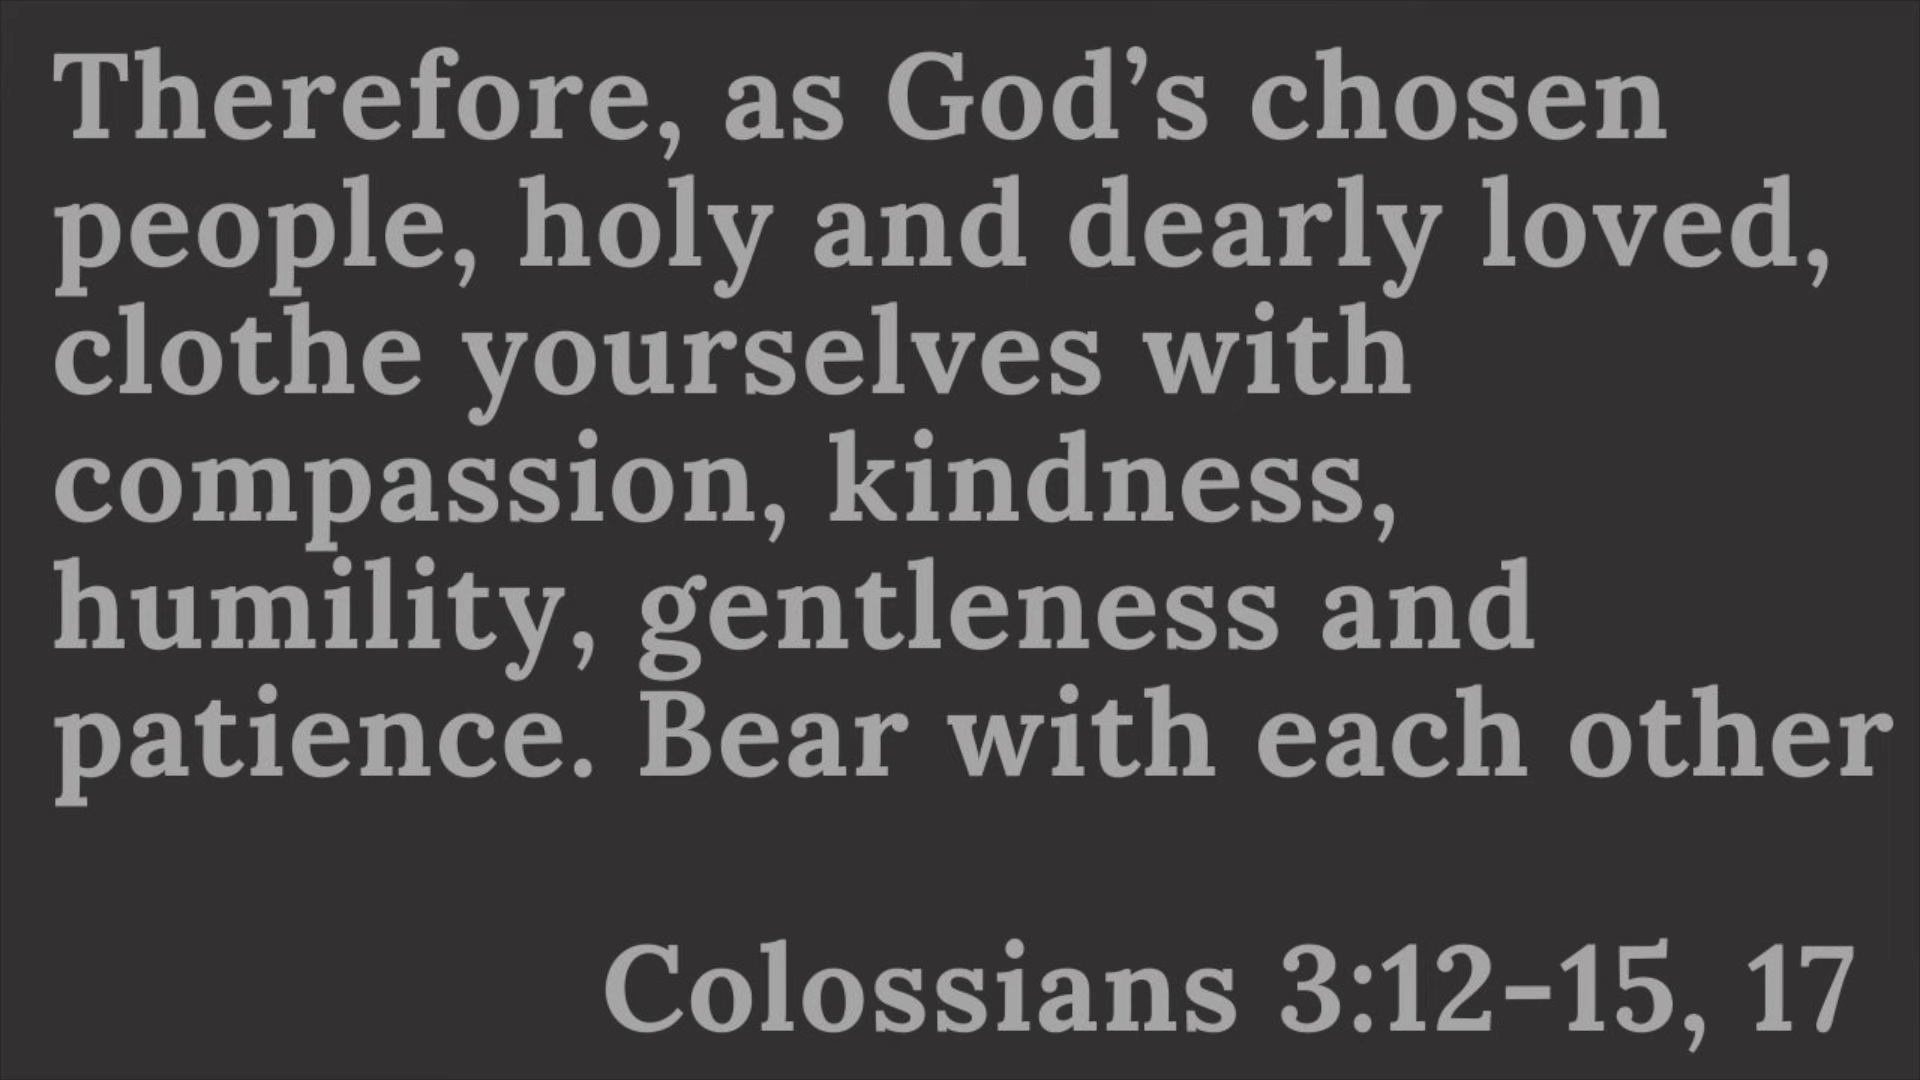 Therefore, as God’s chosen
people, holy and dearly loved,
clothe yourselves with
compassion, kindness,
humility, gentleness and
patience. Bear with each other
Colossians 3:12-15, 17